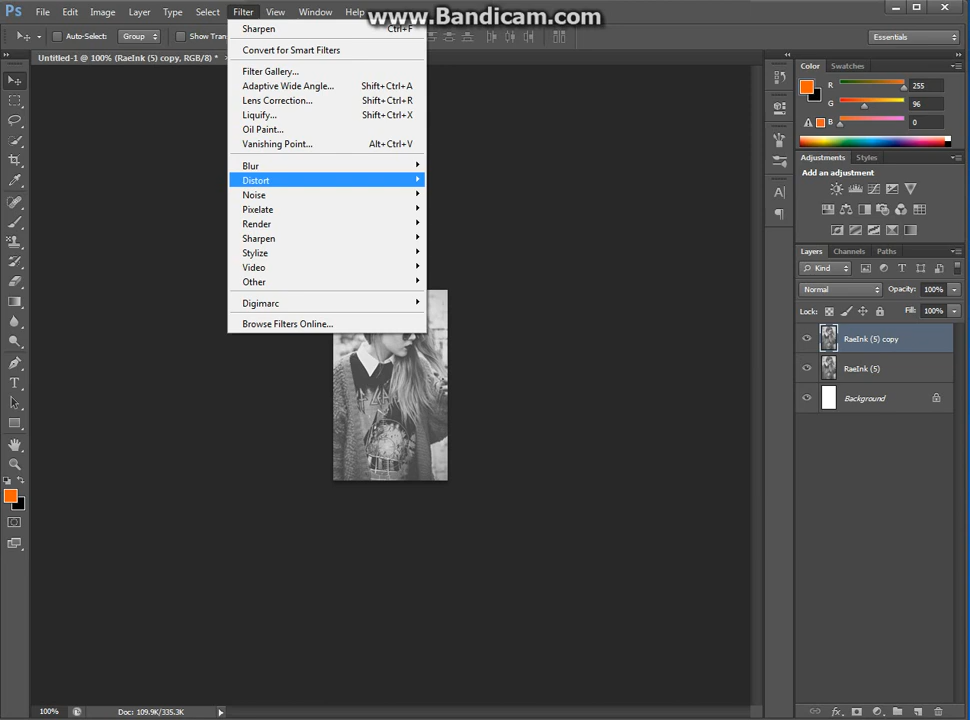 www.Bandicam.com
Ps File Edit Image Layer Type Select Filter View Window Help
Auto-Select: Group Show Tran Essentials
Untitled-1 @ 100% (RaeInk (5) copy, RGB/8) * ×
Sharpen Ctrl+F
Convert for Smart Filters
Filter Gallery...
Adaptive Wide Angle... Shift+Ctrl+A
Lens Correction... Shift+Ctrl+R
Liquify... Shift+Ctrl+X
Oil Paint...
Vanishing Point... Alt+Ctrl+V
Blur
Distort
Noise
Pixelate
Render
Sharpen
Stylize
Video
Other
Digimarc
Browse Filters Online...
Color Swatches
R 255
G 96
B 0
Adjustments Styles
Add an adjustment
Layers Channels Paths
Kind
Normal Opacity: 100%
Lock: Fill: 100%
RaeInk (5) copy
RaeInk (5)
Background
100% Doc: 109.9K/335.3K